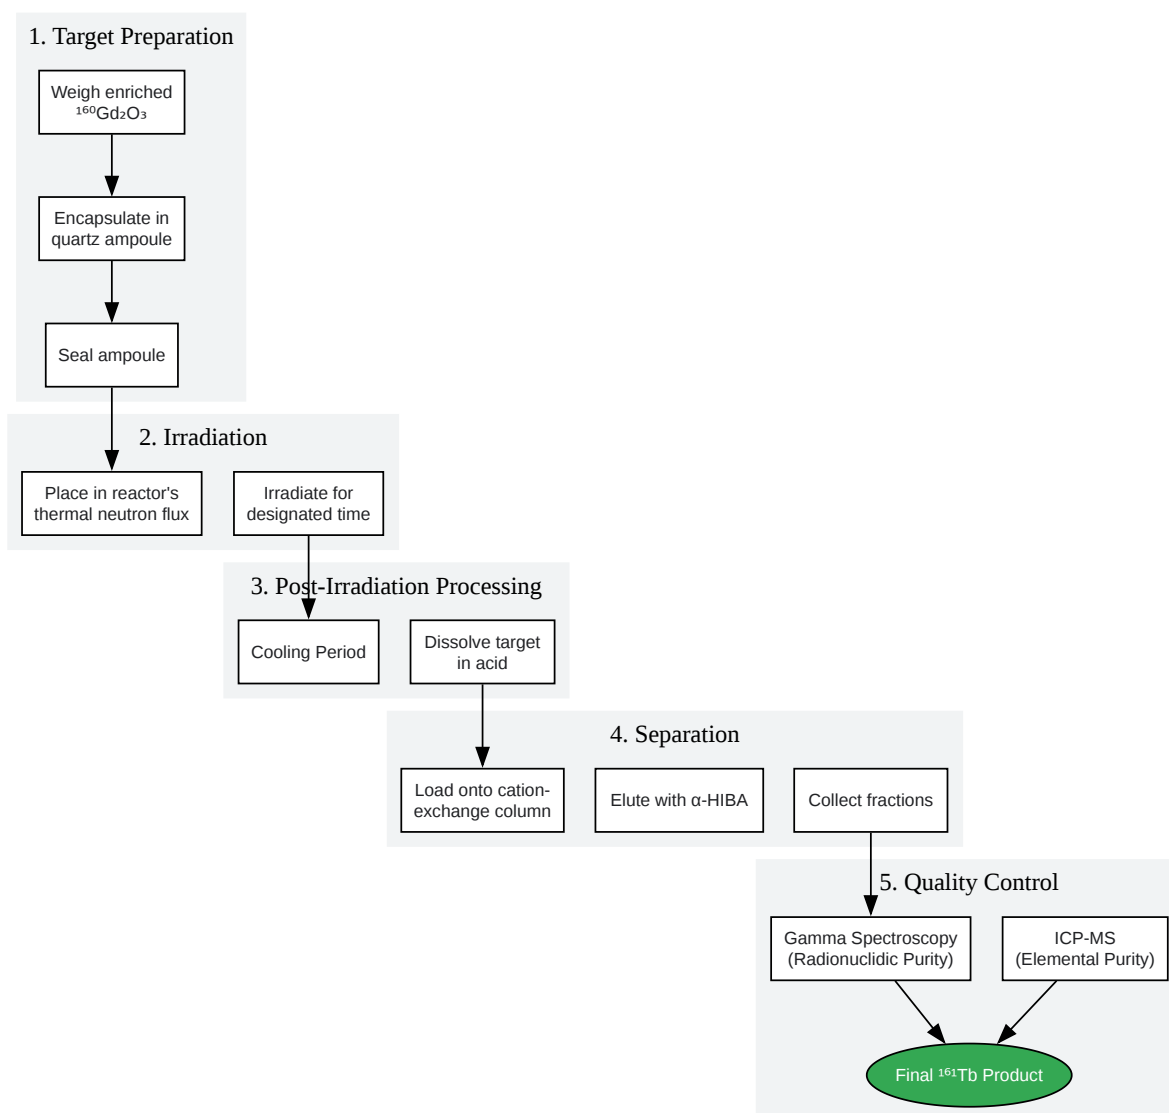 1. Target Preparation
Weigh enriched
¹⁶⁰Gd₂O₃
Encapsulate in
quartz ampoule
Seal ampoule
2. Irradiation
Place in reactor's
thermal neutron flux
Irradiate for
designated time
3. Post-Irradiation Processing
Cooling Period
Dissolve target
in acid
4. Separation
Load onto cation-
exchange column
Elute with α-HIBA
Collect fractions
5. Quality Control
Gamma Spectroscopy
(Radionuclidic Purity)
ICP-MS
(Elemental Purity)
Final ¹⁶¹Tb Product